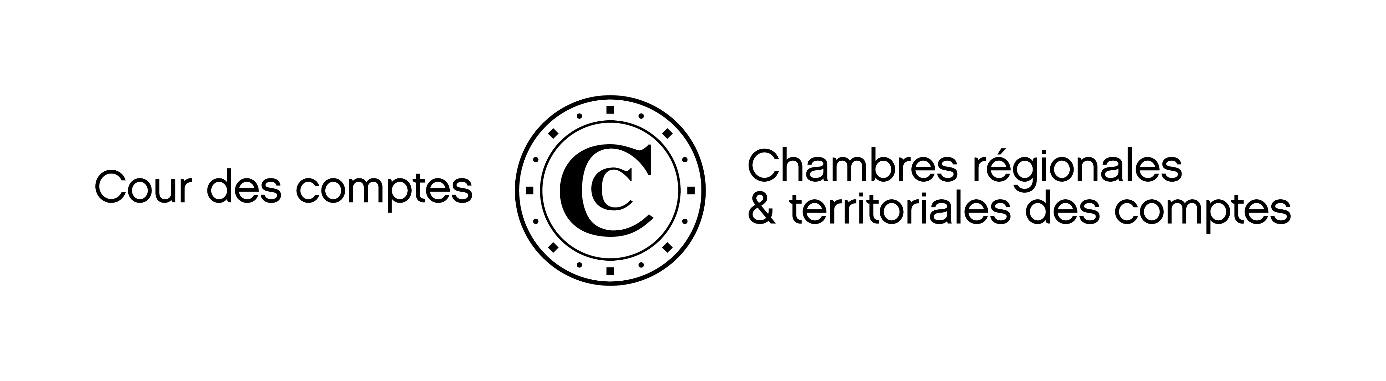 Cour des comptes
CC
Chambres régionales
& territoriales des comptes